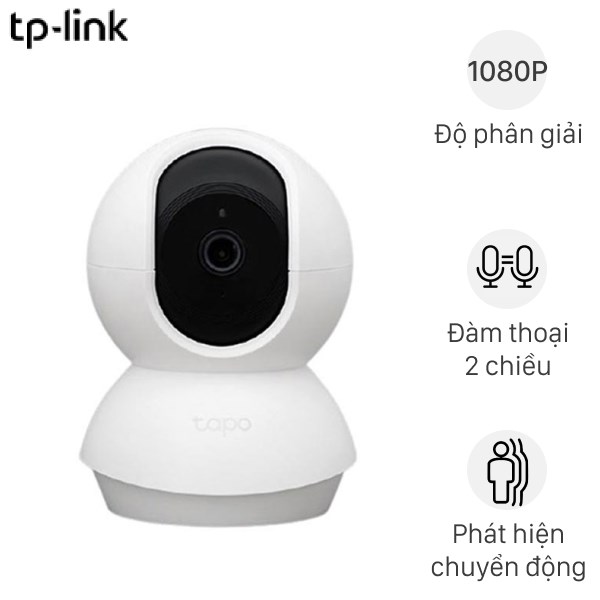 tp-link
1080P
Độ phân giải
Đàm thoại
2 chiều
tapo
Phát hiện
chuyển động